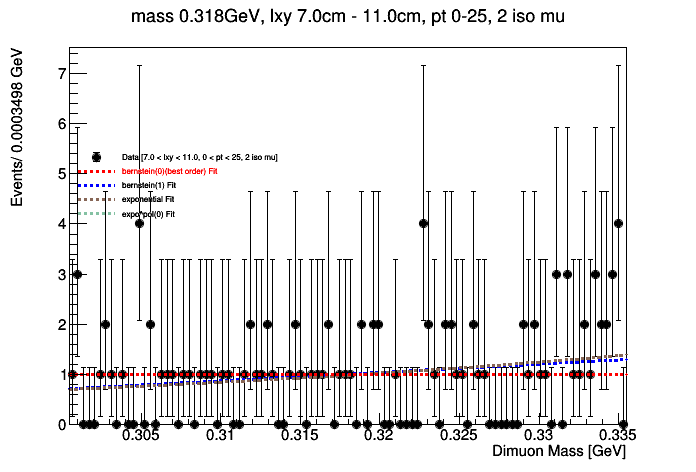 mass 0.318GeV, lxy 7.0cm - 11.0cm, pt 0-25, 2 iso mu
Events/ 0.0003498 GeV
7
6
5
4
3
2
1
0
Data [7.0 < lxy < 11.0, 0 < pt < 25, 2 iso mu]
bernstein(0)(best order) Fit
bernstein(1) Fit
exponential Fit
expo*pol(0) Fit
0.305 0.31 0.315 0.32 0.325 0.33 0.335
Dimuon Mass [GeV]